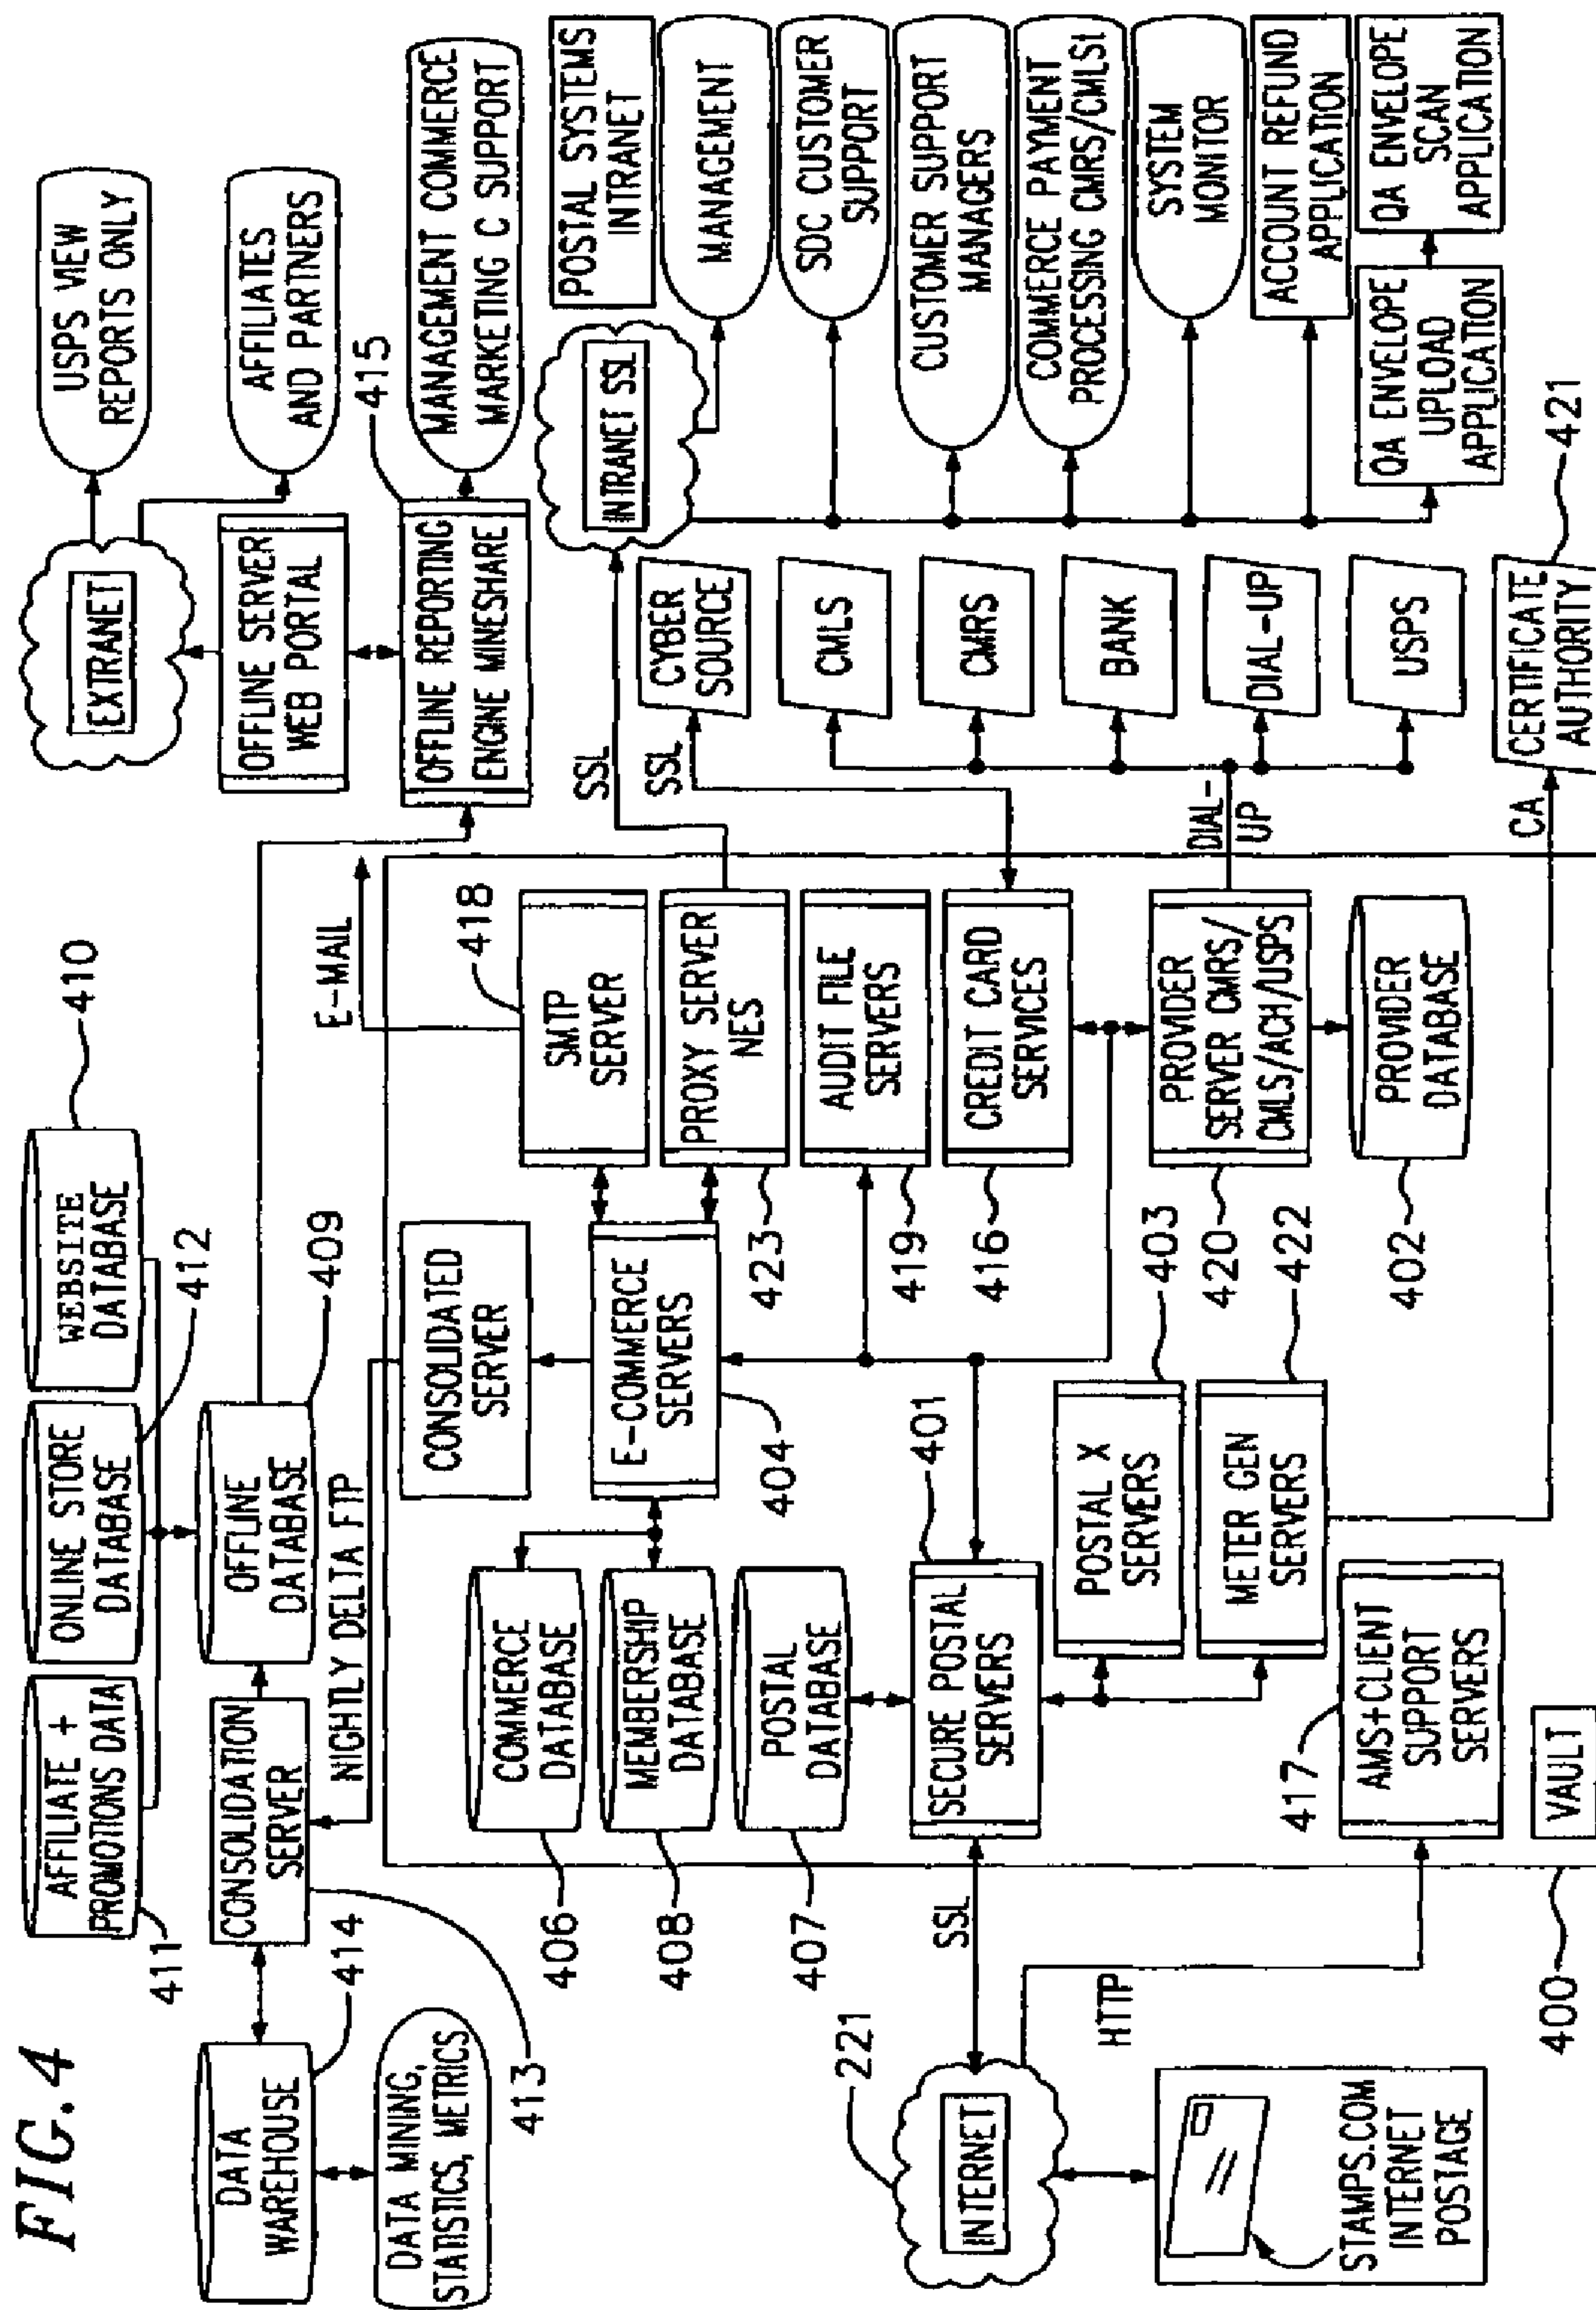 FIG.4
AFFILIATE +
PROMOTIONS DATA
411
ONLINE STORE
DATABASE
412
WEBSITE
DATABASE
410
DATA
WAREHOUSE
414
CONSOLIDATION
SERVER
413
OFFLINE
DATABASE
409
DATA MINING,
STATISTICS, METRICS
NIGHTLY DELTA FTP
E-MAIL
EXTRANET
USPS VIEW
REPORTS ONLY
AFFILIATES
AND PARTNERS
OFFLINE SERVER
WEB PORTAL
OFFLINE REPORTING
ENGINE MINESHARE
415
MANAGEMENT COMMERCE
MARKETING C SUPPORT
CONSOLIDATED
SERVER
COMMERCE
DATABASE
406
MEMBERSHIP
DATABASE
408
POSTAL
DATABASE
407
E-COMMERCE
SERVERS
404
SMTP
SERVER
418
PROXY SERVER
NES
423
AUDIT FILE
SERVERS
419
CREDIT CARD
SERVICES
416
PROVIDER
SERVER CMRS/
CMLS/ACH/USPS
420
PROVIDER
DATABASE
402
SECURE POSTAL
SERVERS
401
POSTAL X
SERVERS
403
METER GEN
SERVERS
422
AMS+CLIENT
SUPPORT
SERVERS
417
VAULT
400
INTERNET
221
SSL
HTTP
STAMPS.COM
INTERNET
POSTAGE
SSL
SSL
DIAL-
UP
CA
INTRANET SSL
CYBER
SOURCE
CMLS
CMRS
BANK
DIAL-UP
USPS
CERTIFICATE
AUTHORITY
421
POSTAL SYSTEMS
INTRANET
MANAGEMENT
SDC CUSTOMER
SUPPORT
CUSTOMER SUPPORT
MANAGERS
COMMERCE PAYMENT
PROCESSING CMRS/CMLSt
SYSTEM
MONITOR
ACCOUNT REFUND
APPLICATION
QA ENVELOPE
UPLOAD
APPLICATION
QA ENVELOPE
SCAN
APPLICATION